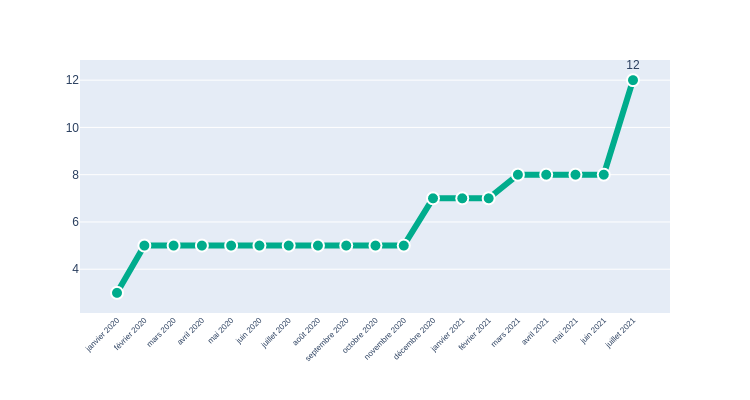 12
12
10
8
6
4
janvier 2020
février 2020
mars 2020
avril 2020
mai 2020
juin 2020
juillet 2020
août 2020
septembre 2020
octobre 2020
novembre 2020
décembre 2020
janvier 2021
février 2021
mars 2021
avril 2021
mai 2021
juin 2021
juillet 2021